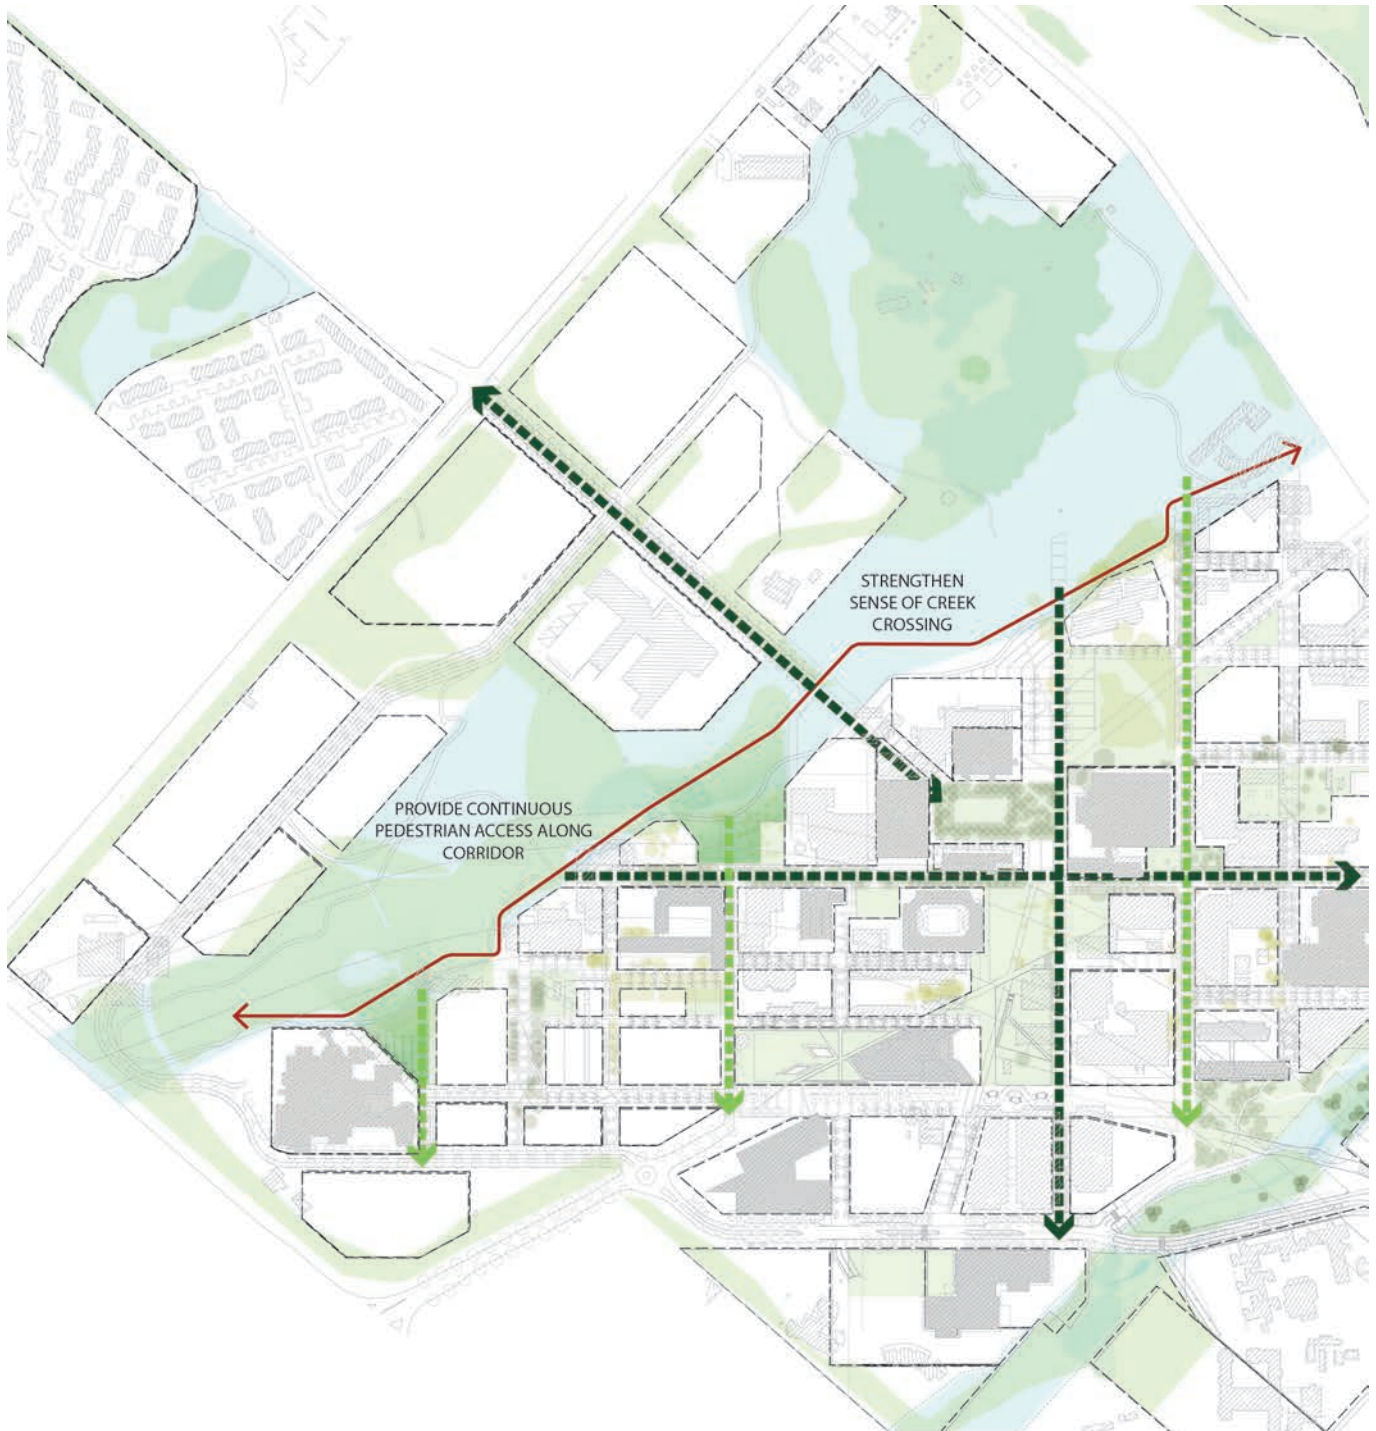 STRENGTHEN
SENSE OF CREEK
CROSSING
PROVIDE CONTINUOUS
PEDESTRIAN ACCESS ALONG
CORRIDOR